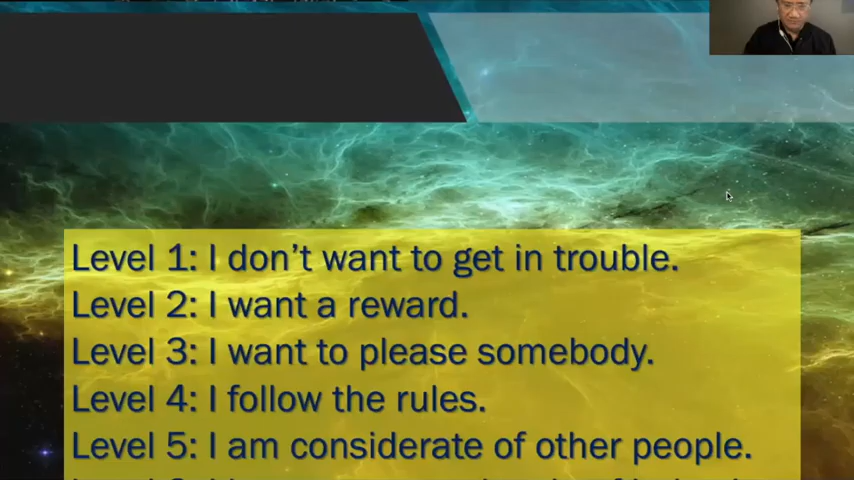 Level 1: I don't want to get in trouble.
Level 2: I want a reward.
Level 3: I want to please somebody.
Level 4: I follow the rules.
Level 5: I am considerate of other people.